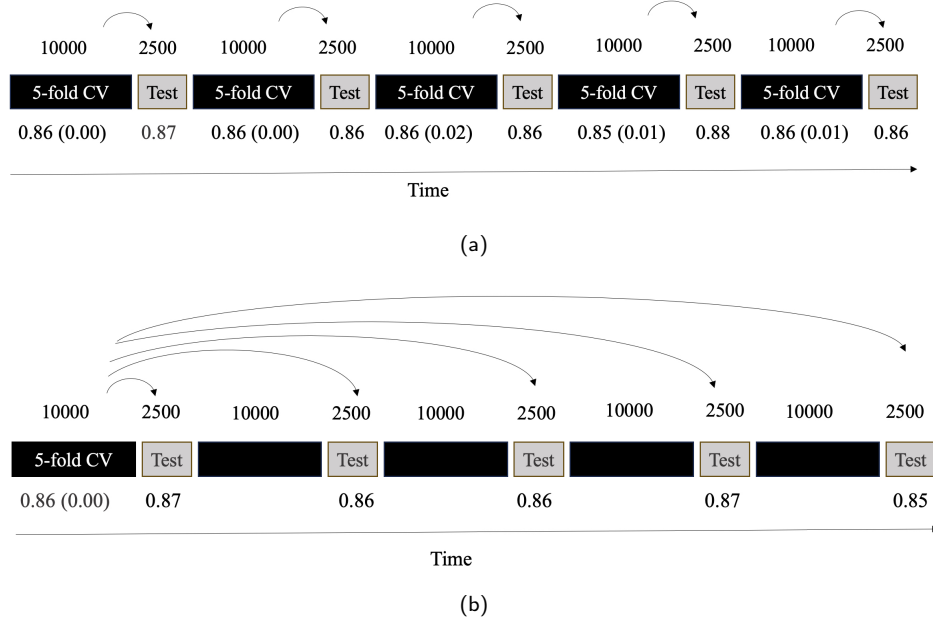 10000 2500 10000 2500 10000 2500 10000 2500 10000 2500
5-fold CV Test 5-fold CV Test 5-fold CV Test 5-fold CV Test 5-fold CV Test
0.86 (0.00) 0.87 0.86 (0.00) 0.86 0.86 (0.02) 0.86 0.85 (0.01) 0.88 0.86 (0.01) 0.86
Time
(a)
10000 2500 10000 2500 10000 2500 10000 2500 10000 2500
5-fold CV Test Test Test Test Test
0.86 (0.00) 0.87 0.86 0.86 0.87 0.85
Time
(b)